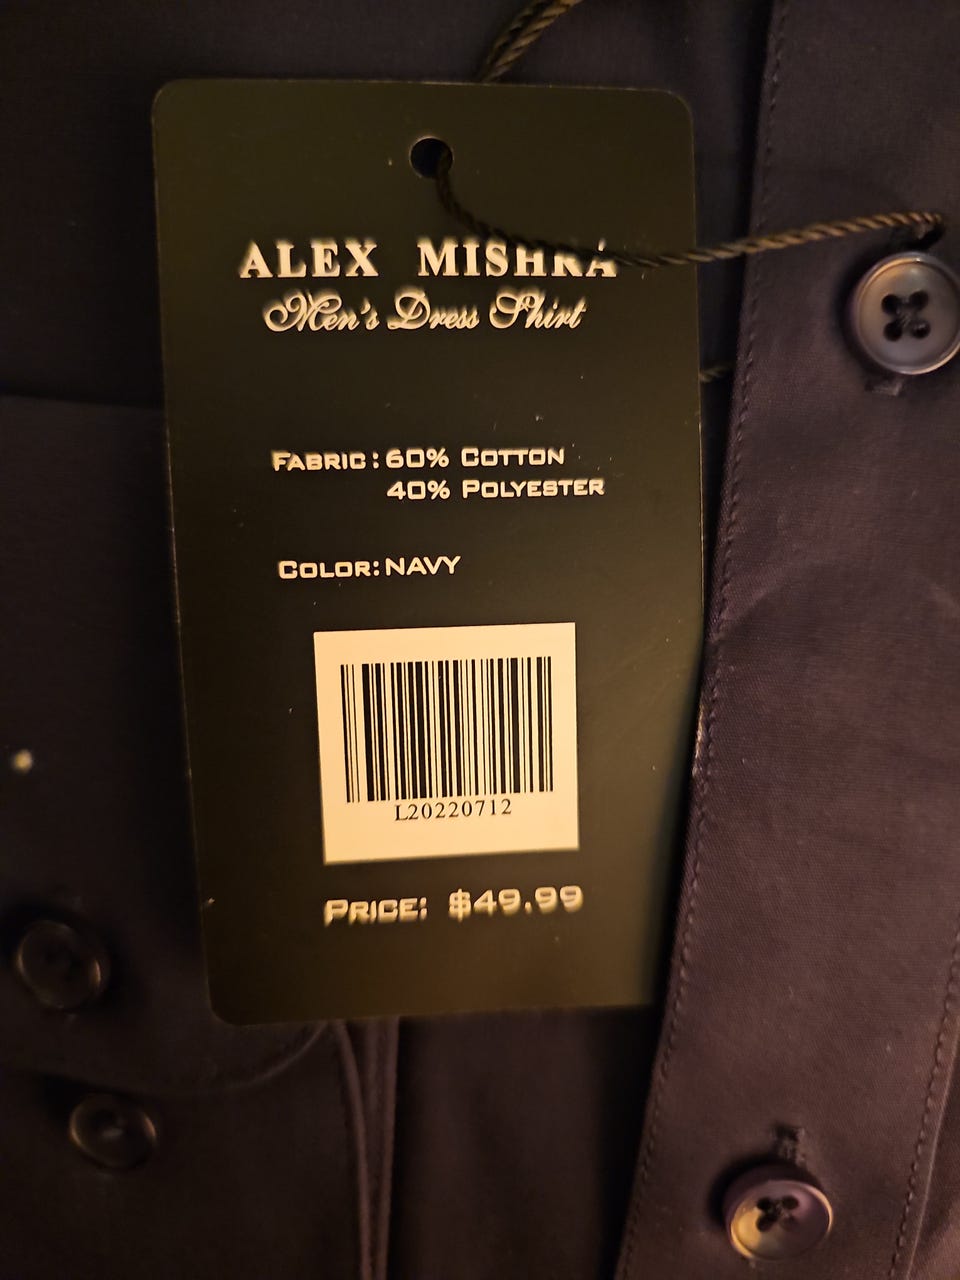 ALEX MISHRA
Men's Dress Shirt
FABRIC: 60% COTTON
40% POLYESTER
COLOR: NAVY
L20220712
PRICE: $49.99